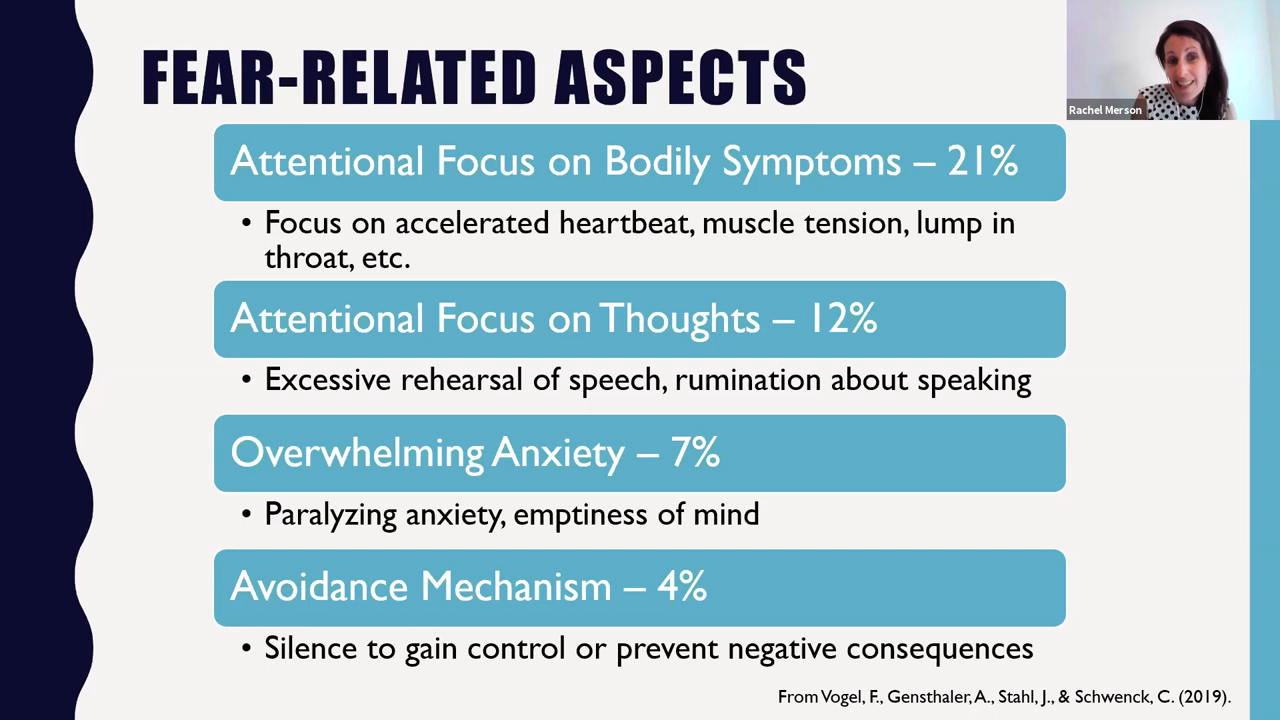 FEAR-RELATED ASPECTS
Rachel Merson
Attentional Focus on Bodily Symptoms – 21%
• Focus on accelerated heartbeat, muscle tension, lump in
throat, etc.
Attentional Focus on Thoughts – 12%
• Excessive rehearsal of speech, rumination about speaking
Overwhelming Anxiety – 7%
• Paralyzing anxiety, emptiness of mind
Avoidance Mechanism – 4%
• Silence to gain control or prevent negative consequences
From Vogel, F., Gensthaler, A., Stahl, J., & Schwenck, C. (2019).